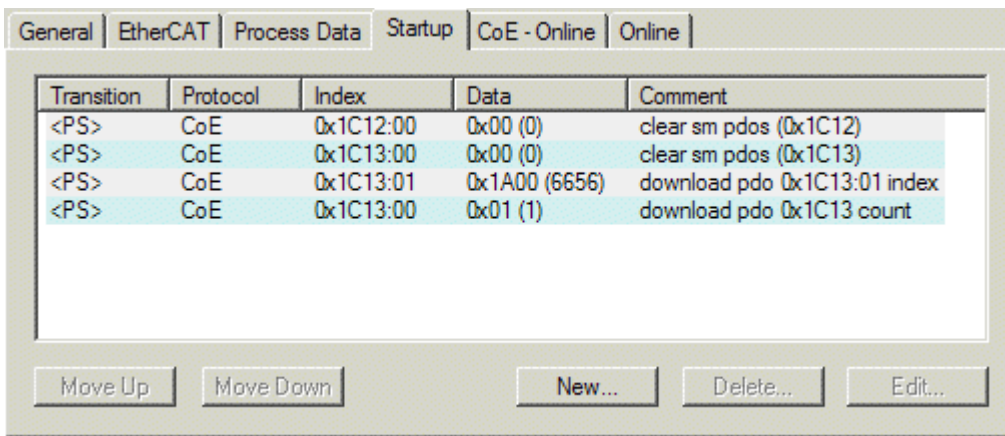 General EtherCAT Process Data Startup CoE - Online Online
Transition Protocol Index Data Comment
<PS> CoE 0x1C12:00 0x00 (0) clear sm pdos (0x1C12)
<PS> CoE 0x1C13:00 0x00 (0) clear sm pdos (0x1C13)
<PS> CoE 0x1C13:01 0x1A00 (6656) download pdo 0x1C13:01 index
<PS> CoE 0x1C13:00 0x01 (1) download pdo 0x1C13 count
Move Up Move Down New... Delete... Edit...